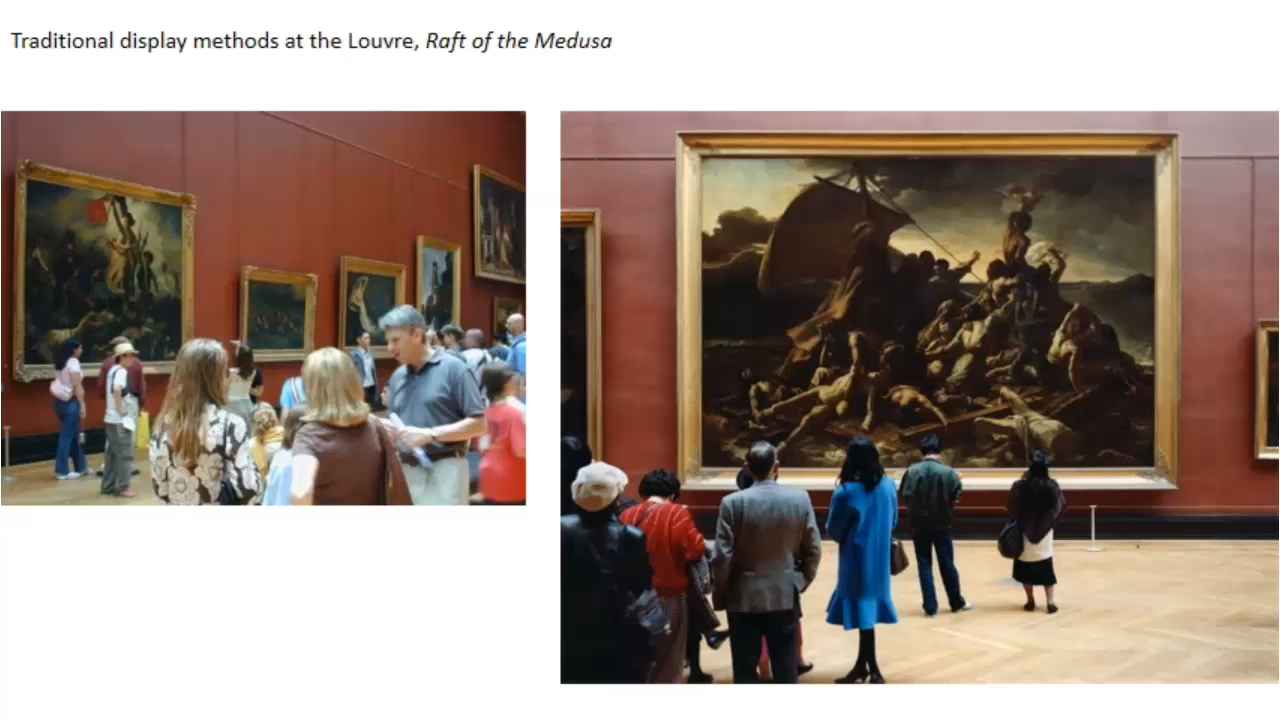 Traditional display methods at the Louvre, Raft of the Medusa